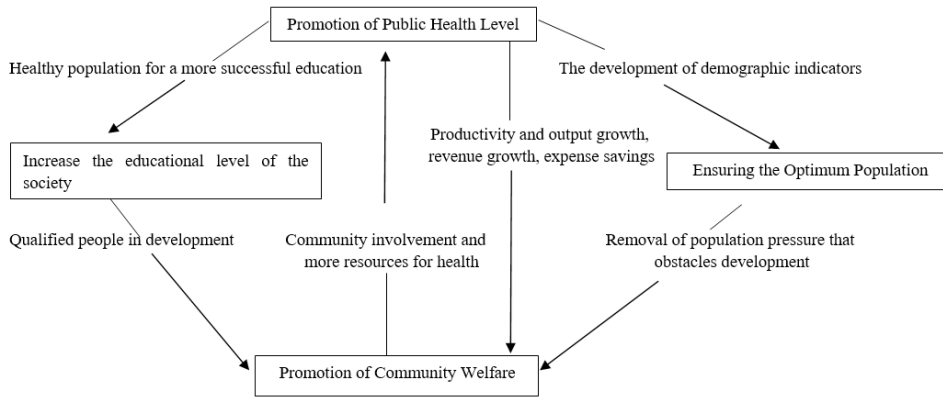 Promotion of Public Health Level
Healthy population for a more successful education
The development of demographic indicators
Productivity and output growth,
revenue growth, expense savings
Increase the educational level of the
society
Ensuring the Optimum Population
Qualified people in development
Community involvement and
more resources for health
Removal of population pressure that
obstacles development
Promotion of Community Welfare